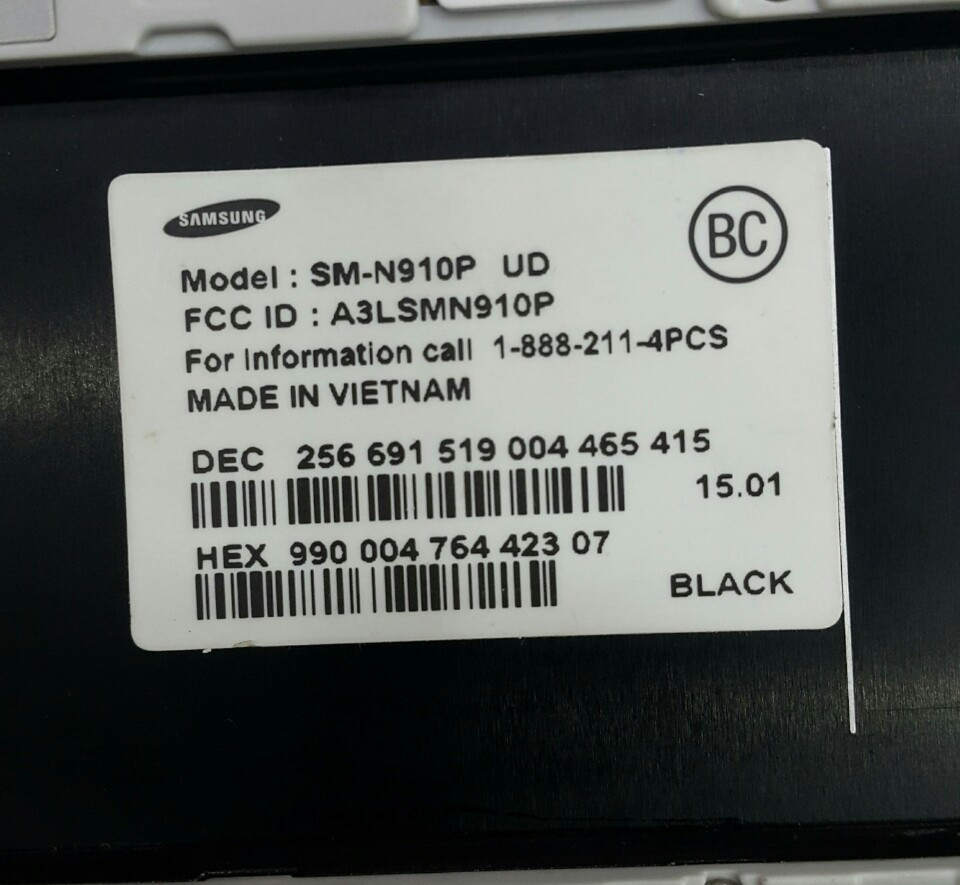 SAMSUNG
BC
Model : SM-N910P UD
FCC ID : A3LSMN910P
For Information call 1-888-211-4PCS
MADE IN VIETNAM
DEC 256 691 519 004 465 415
15.01
HEX 990 004 764 423 07
BLACK